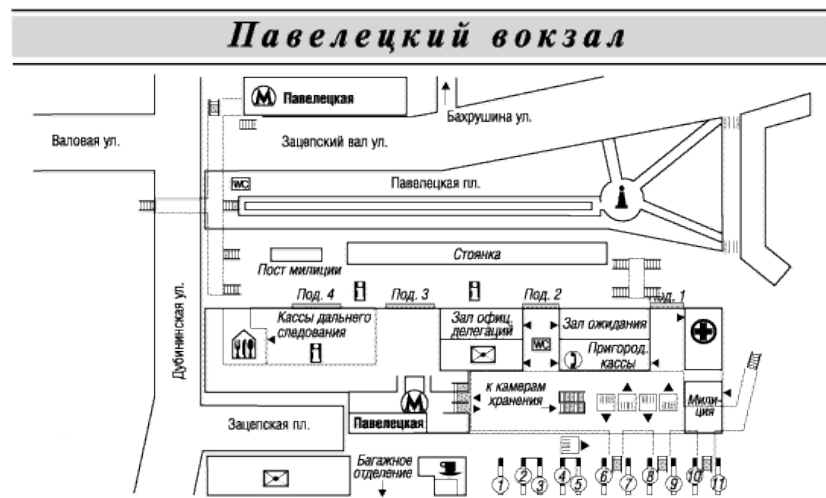 Павелецкий вокзал
М Павелецкая
Бахрушина ул.
Валовая ул.
Зацепский вал ул.
WC
Павелецкая пл.
Стоянка
Пост милиции
Дубининская ул.
Под. 4
Под. 3
Под. 2
Под. 1
Кассы дальнего
следования
Зал офиц.
делегаций
Зал ожидания
WC
Пригород.
кассы
к камерам
хранения
М
Павелецкая
Мили-
ция
Зацепская пл.
Багажное
отделение
1
2
3
4
5
6
7
8
9
10
11